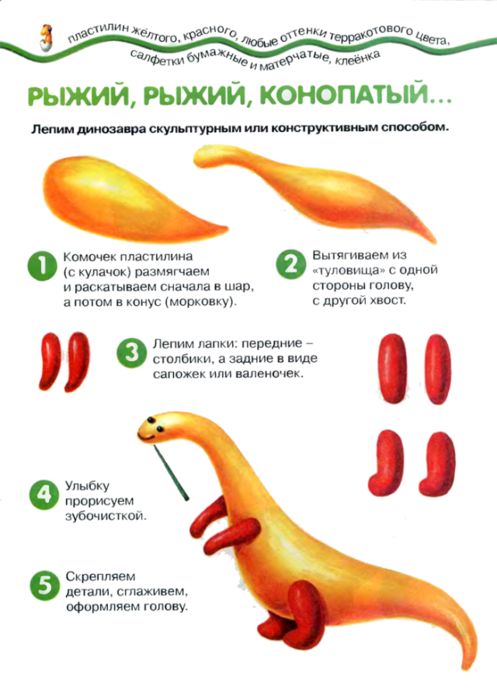 пластилин жёлтого, красного, любые оттенки терракотового цвета,
салфетки бумажные и матерчатые, клеёнка
РЫЖИЙ, РЫЖИЙ, КОНОПАТЫЙ...
Лепим динозавра скульптурным или конструктивным способом.
1
Комочек пластилина
(с кулачок) размягчаем
и раскатываем сначала в шар,
а потом в конус (морковку).
2
Вытягиваем из
«туловища» с одной
стороны голову,
с другой хвост.
3
Лепим лапки: передние –
столбики, а задние в виде
сапожек или валеночек.
4
Улыбку
прорисуем
зубочисткой.
5
Скрепляем
детали, сглаживем,
оформляем голову.